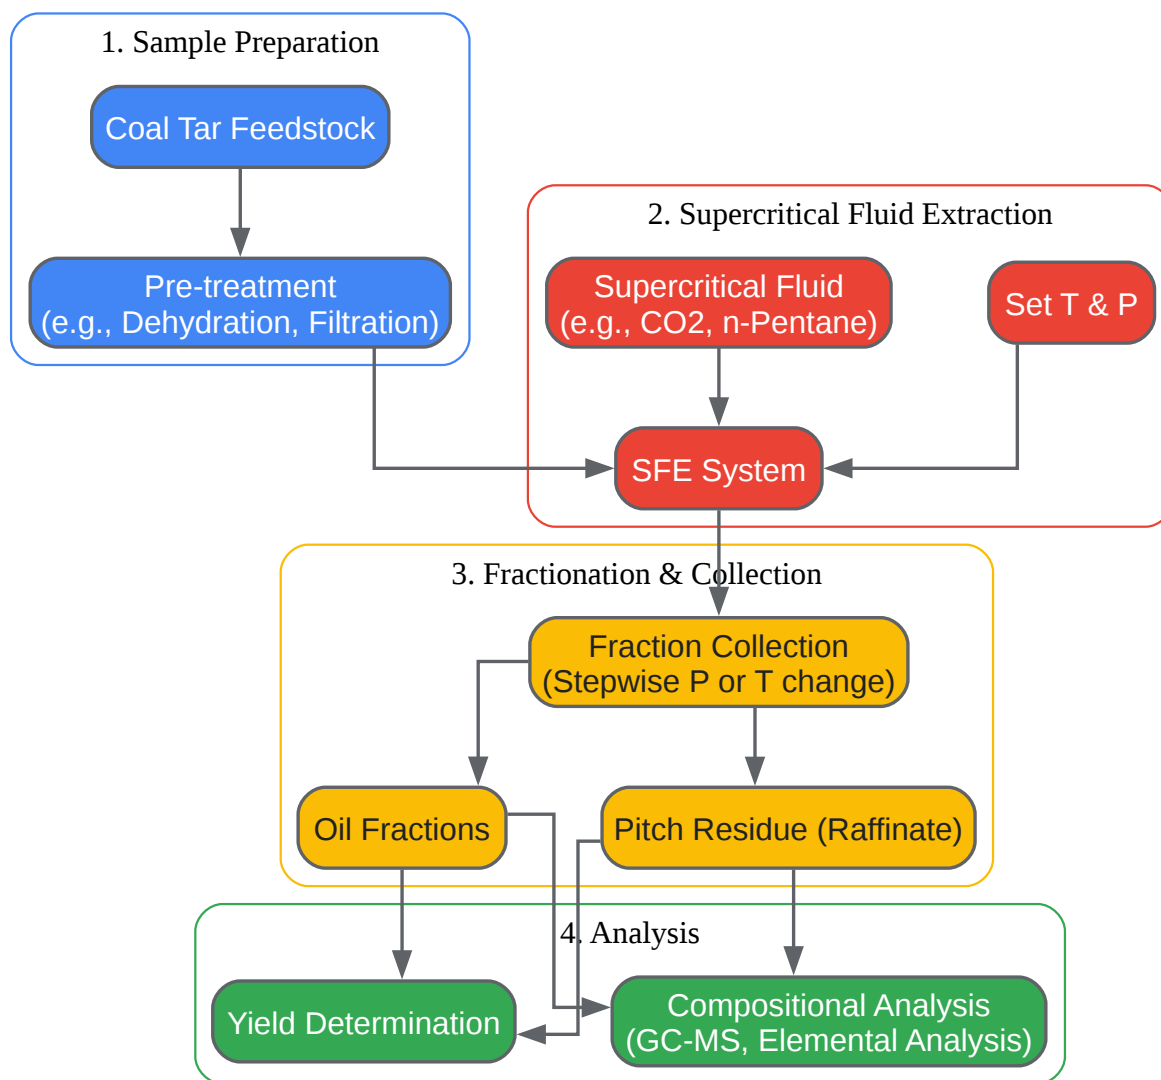 1. Sample Preparation
Coal Tar Feedstock
Pre-treatment
(e.g., Dehydration, Filtration)
2. Supercritical Fluid Extraction
Supercritical Fluid
(e.g., CO2, n-Pentane)
Set T & P
SFE System
3. Fractionation & Collection
Fraction Collection
(Stepwise P or T change)
Oil Fractions
Pitch Residue (Raffinate)
4. Analysis
Yield Determination
Compositional Analysis
(GC-MS, Elemental Analysis)